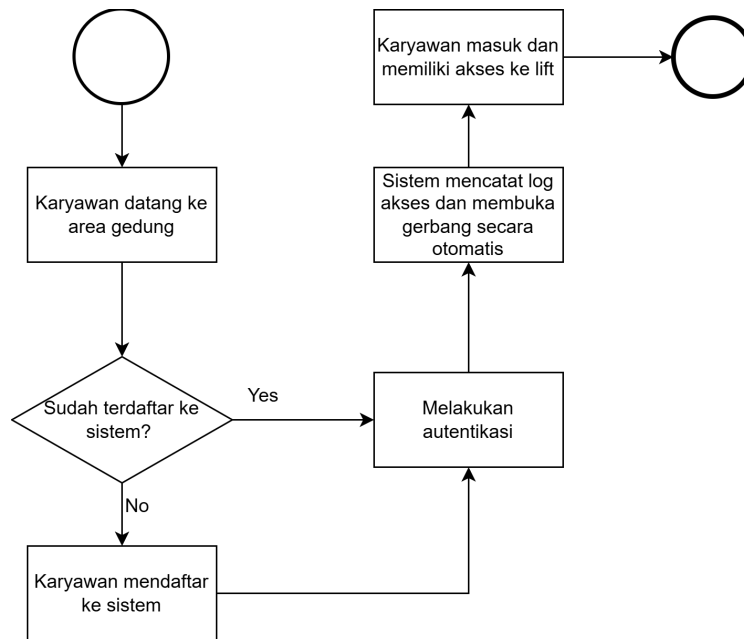 Karyawan datang ke
area gedung
Sudah terdaftar ke
sistem?
Yes
No
Karyawan mendaftar
ke sistem
Melakukan
autentikasi
Sistem mencatat log
akses dan membuka
gerbang secara
otomatis
Karyawan masuk dan
memiliki akses ke lift